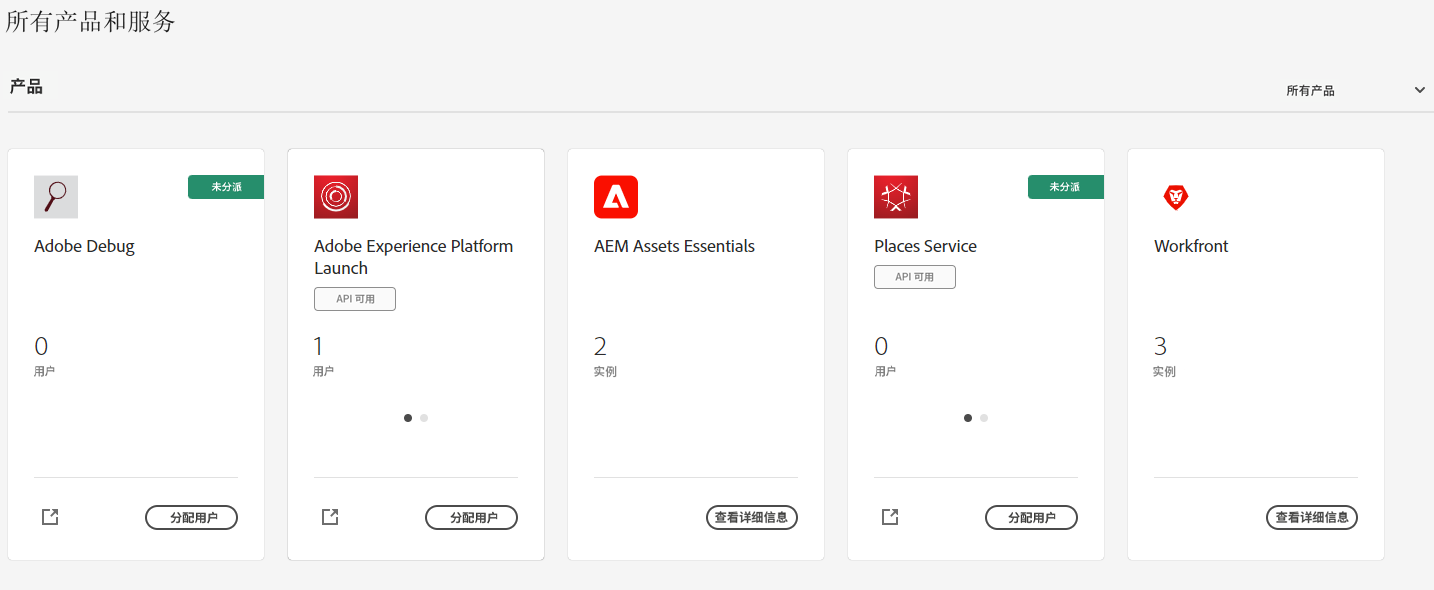 所有产品和服务
产品
所有产品
未分派
Adobe Debug
0
用户
分配用户
Adobe Experience Platform
Launch
API 可用
1
用户
分配用户
AEM Assets Essentials
2
实例
查看详细信息
未分派
Places Service
API 可用
0
用户
分配用户
Workfront
3
实例
查看详细信息